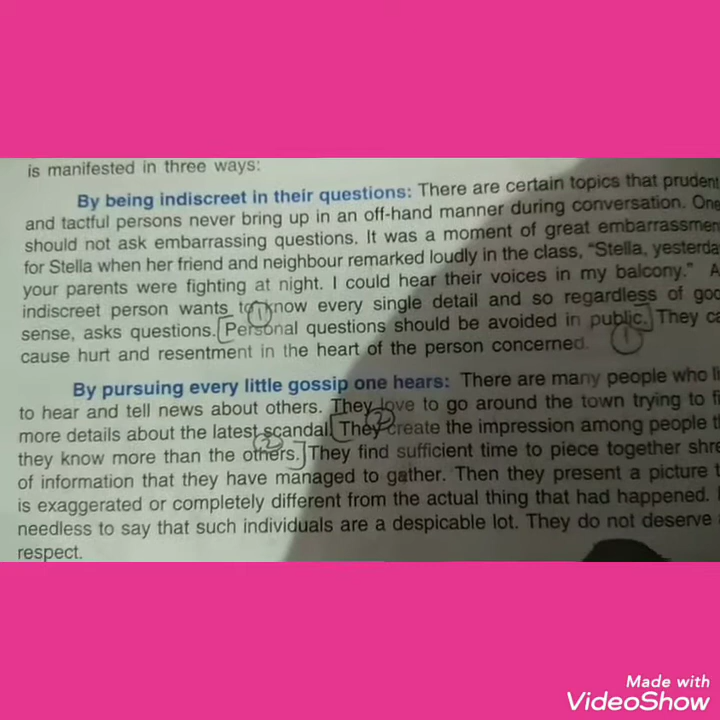 is manifested in three ways:
By being indiscreet in their questions: There are certain topics that prudent
and tactful persons never bring up in an off-hand manner during conversation. One
should not ask embarrassing questions. It was a moment of great embarrassmen
for Stella when her friend and neighbour remarked loudly in the class, "Stella, yesterda
your parents were fighting at night. I could hear their voices in my balcony." A
indiscreet person wants to know every single detail and so regardless of goo
sense, asks questions. [Personal questions should be avoided in public.] They ca
cause hurt and resentment in the heart of the person concerned.
By pursuing every little gossip one hears: There are many people who li
to hear and tell news about others. They love to go around the town trying to fi
more details about the latest scandal. [They create the impression among people t
they know more than the others.] They find sufficient time to piece together shre
of information that they have managed to gather. Then they present a picture t
is exaggerated or completely different from the actual thing that had happened.
needless to say that such individuals are a despicable lot. They do not deserve
respect.
1
1
2
2
Made with
VideoShow